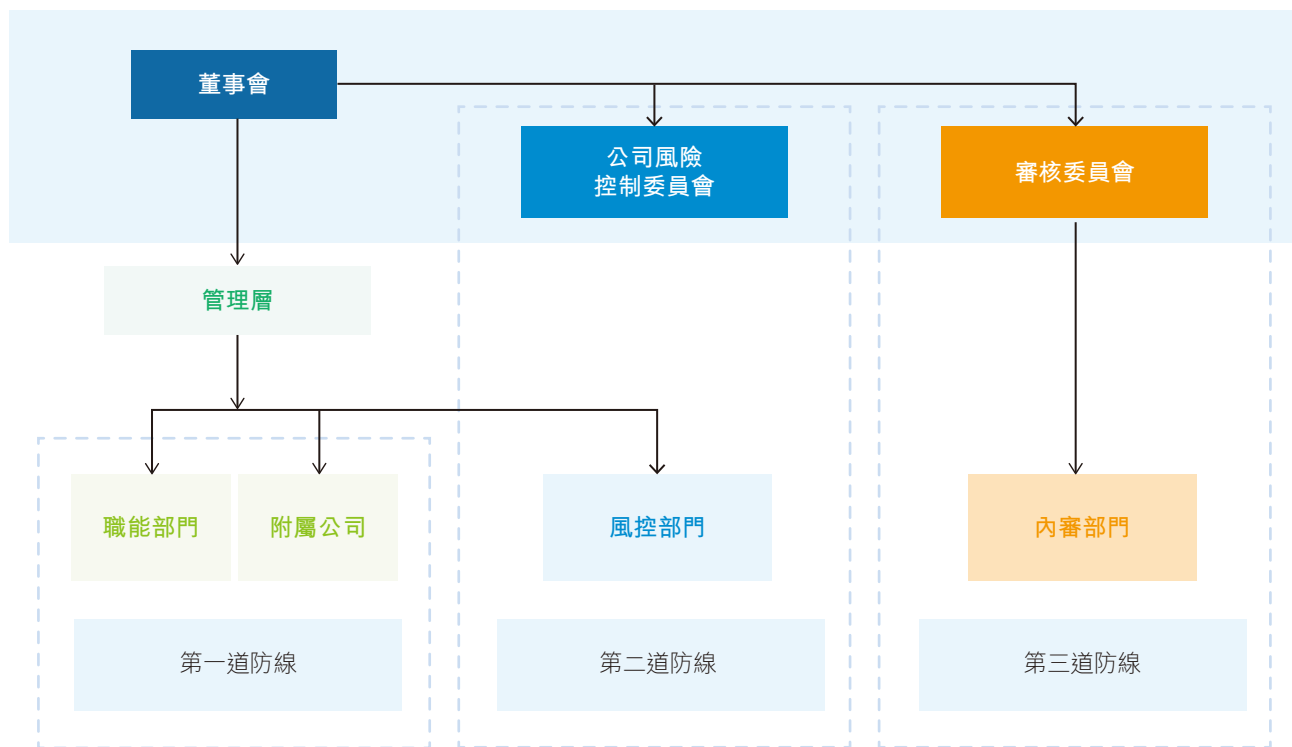 董事會
公司風險
控制委員會
審核委員會
管理層
職能部門
附屬公司
風控部門
內審部門
第一道防線
第二道防線
第三道防線